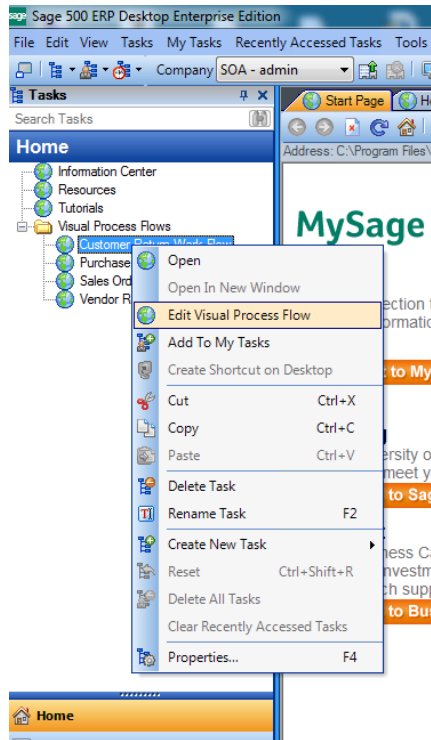 sage Sage 500 ERP Desktop Enterprise Edition
File Edit View Tasks My Tasks Recently Accessed Tasks Tools
Company SOA - admin
Tasks
Start Page
Search Tasks
Home
Address: C:\Program Files\
Information Center
Resources
Tutorials
Visual Process Flows
MySage
Customer Return Work Flow
Purchase
Open
Sales Ord
Open In New Window
Vendor R
ection
Edit Visual Process Flow
ormatio
Add To My Tasks
Create Shortcut on Desktop
to My
Cut Ctrl+X
Copy Ctrl+C
ersity o
Paste Ctrl+V
meet y
Delete Task
to Sag
Rename Task F2
Create New Task
ness Ca
Reset Ctrl+Shift+R
nvestm
Delete All Tasks
ch supp
to Bus
Clear Recently Accessed Tasks
Properties... F4
Home